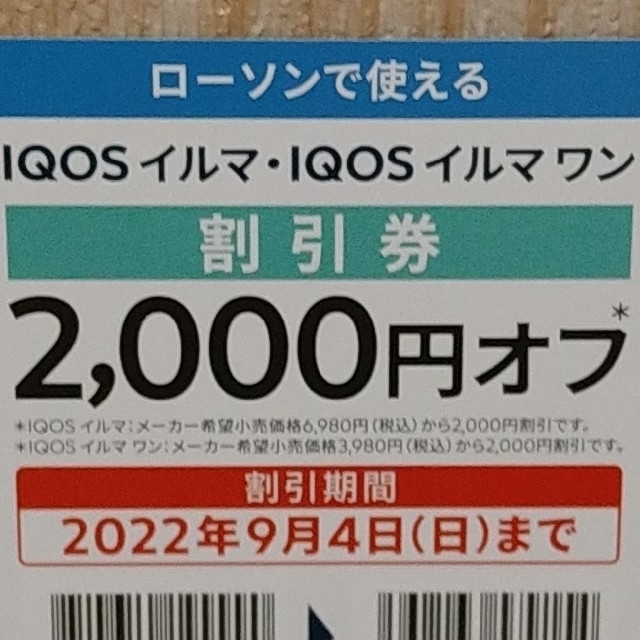 ローソンで使える
IQOS イルマ・IQOS イルマ ワン
割引券
2,000円オフ*
*IQOS イルマ：メーカー希望小売価格6,980円（税込）から2,000円割引です。
*IQOS イルマ ワン：メーカー希望小売価格3,980円（税込）から2,000円割引です。
割引期間
2022年9月4日（日）まで